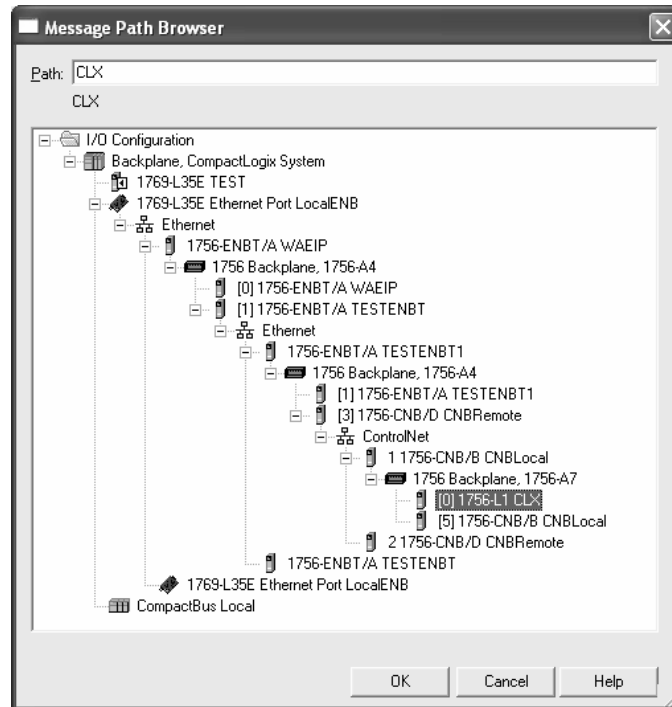 Message Path Browser
Path: CLX
CLX
I/O Configuration
Backplane, CompactLogix System
1769-L35E TEST
1769-L35E Ethernet Port LocalENB
Ethernet
1756-ENBT/A WAEIP
1756 Backplane, 1756-A4
[0] 1756-ENBT/A WAEIP
[1] 1756-ENBT/A TESTENBT
Ethernet
1756-ENBT/A TESTENBT1
1756 Backplane, 1756-A4
[1] 1756-ENBT/A TESTENBT1
[3] 1756-CNB/D CNBRemote
ControlNet
1 1756-CNB/B CNBLocal
1756 Backplane, 1756-A7
[0] 1756-L1 CLX
[5] 1756-CNB/B CNBLocal
2 1756-CNB/D CNBRemote
1756-ENBT/A TESTENBT
1769-L35E Ethernet Port LocalENB
CompactBus Local
OK Cancel Help